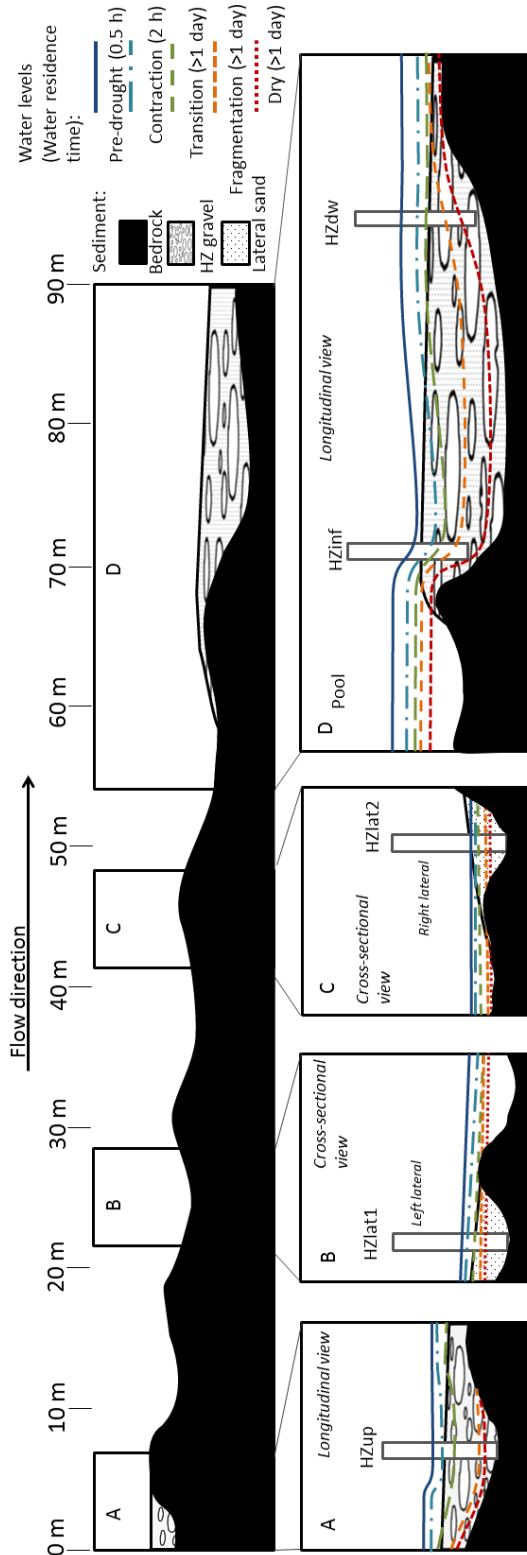 Flow direction
0 m
10 m
20 m
30 m
40 m
50 m
60 m
70 m
80 m
90 m
A
B
C
D
Water levels
(Water residence
time):
Pre-drought (0.5 h)
Contraction (2 h)
Transition (>1 day)
Fragmentation (>1 day)
Dry (>1 day)
Sediment:
Bedrock
HZ gravel
Lateral sand
A
HZup
Longitudinal view
B
HZlat1
Left lateral
Cross-sectional
view
C
Cross-sectional
view
Right lateral
HZlat2
D
Pool
HZinf
Longitudinal view
HZdw